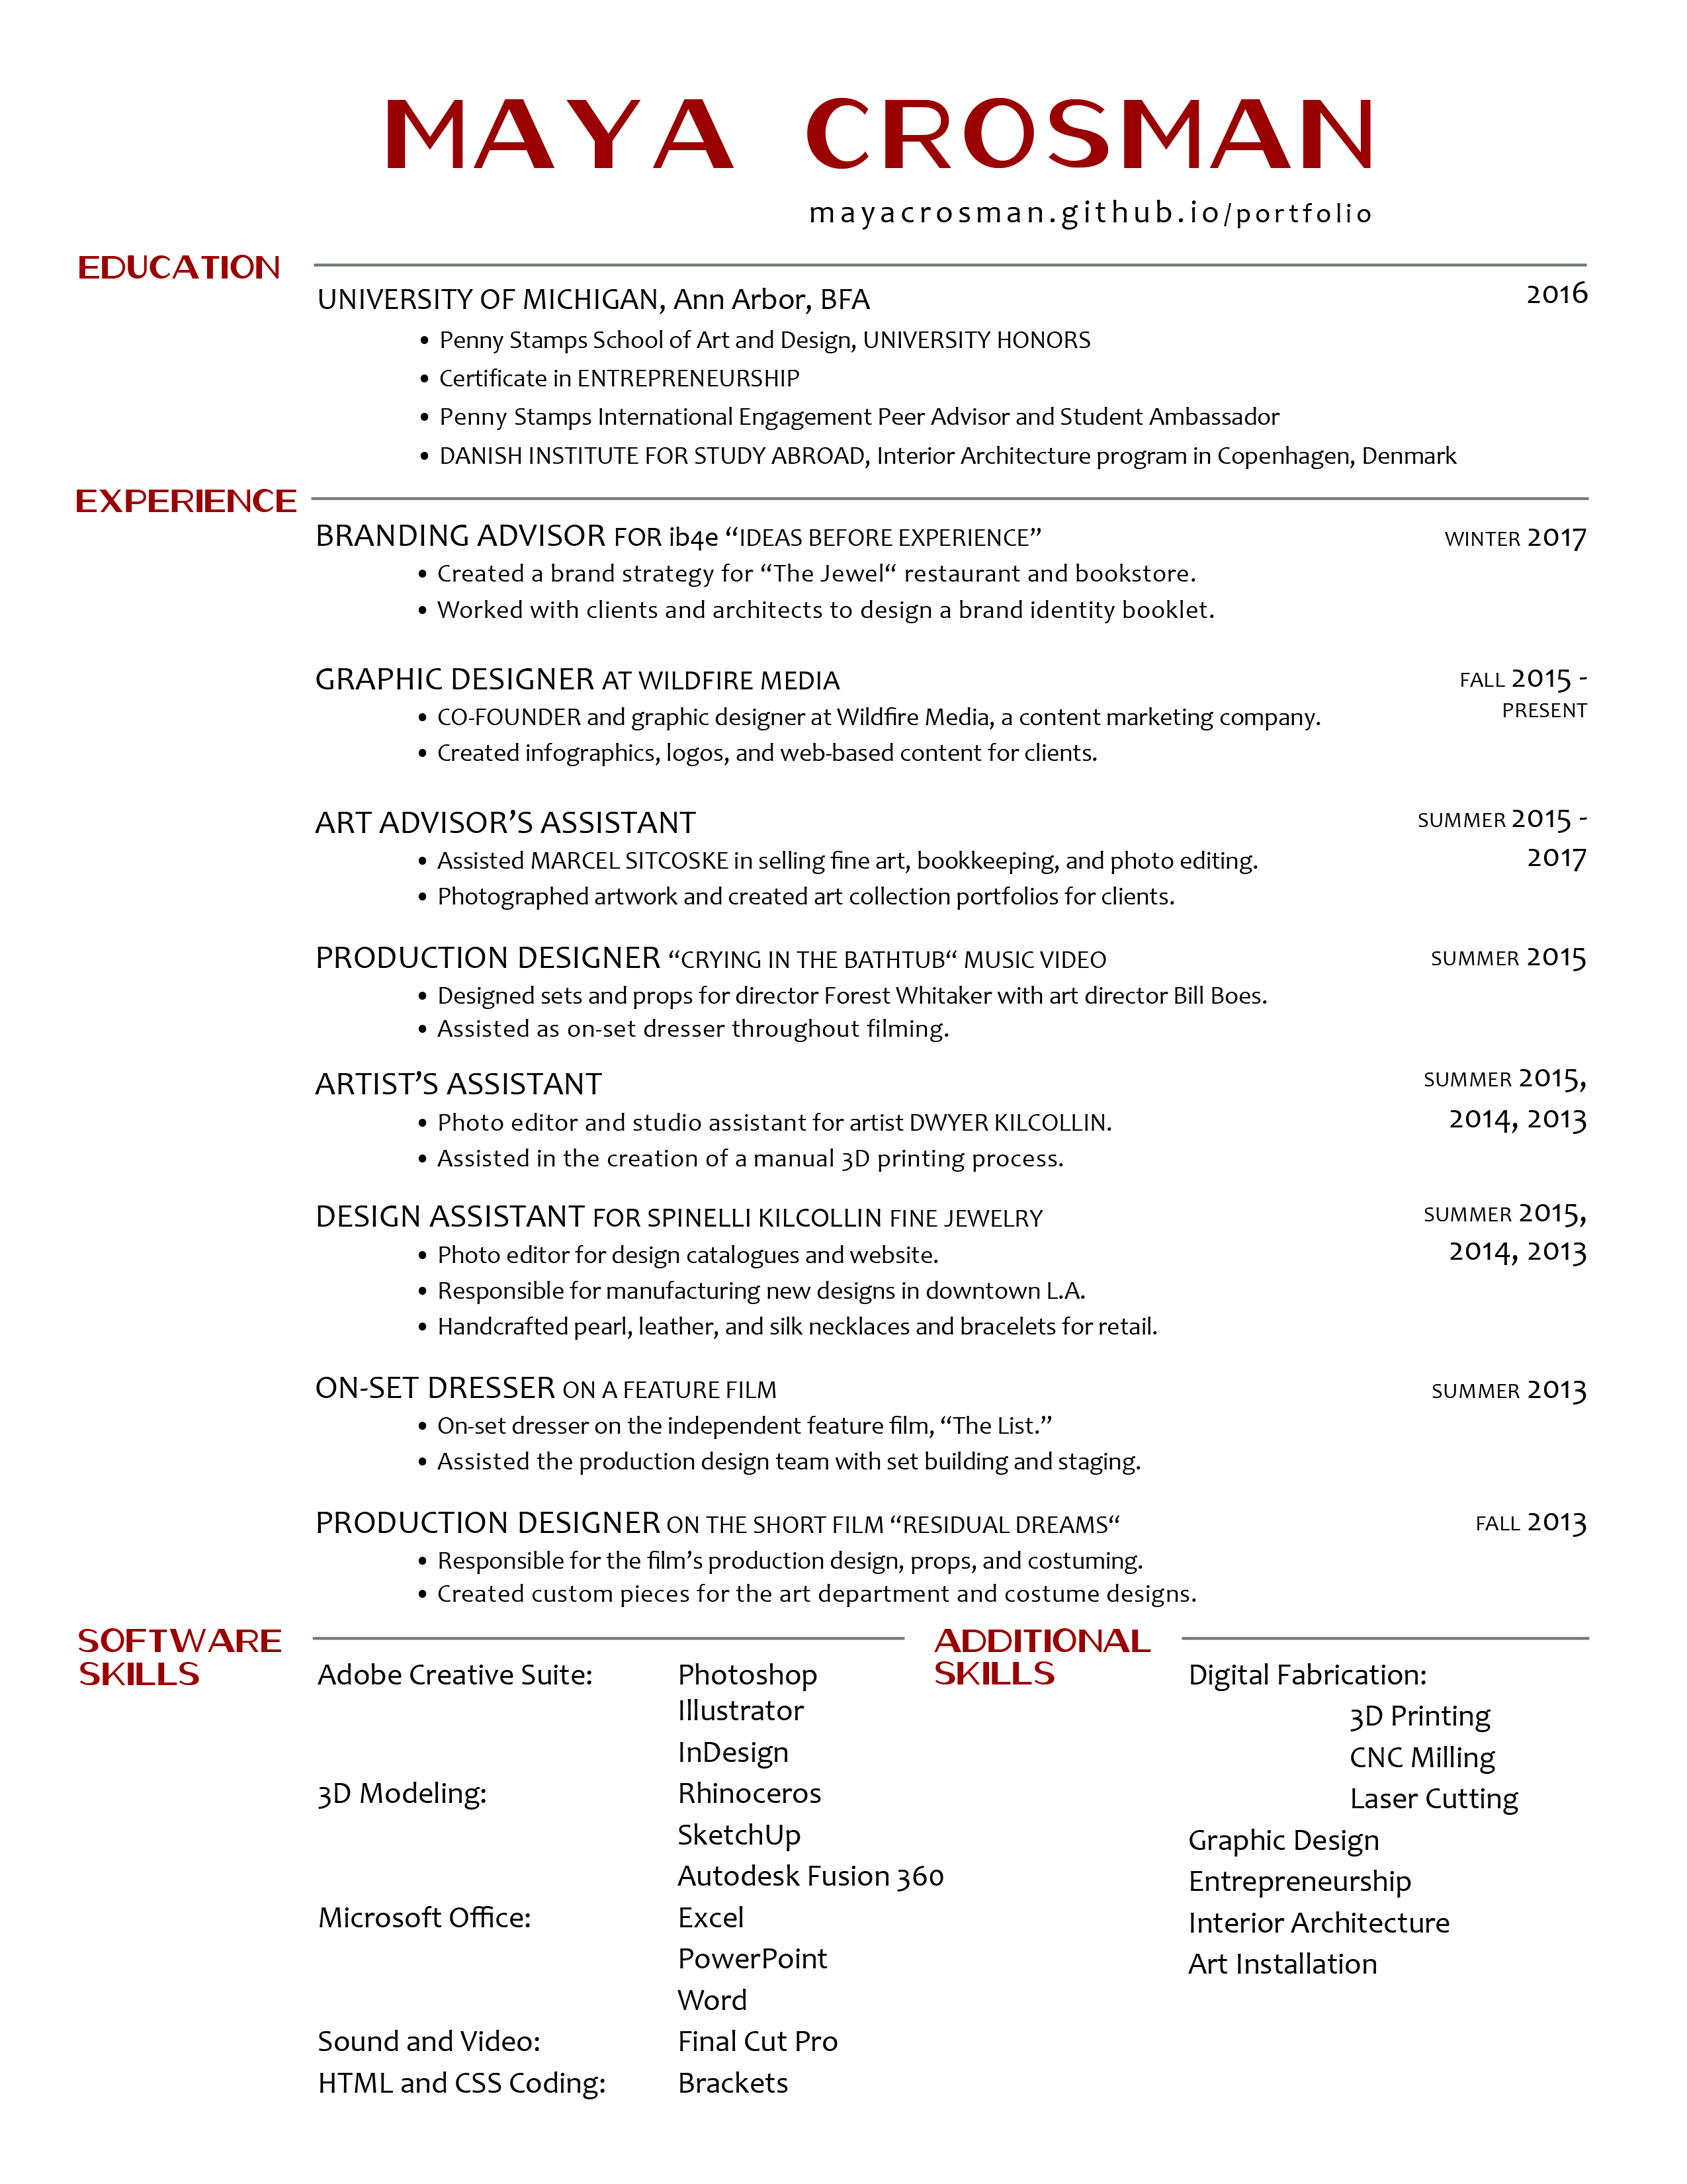 MAYA CROSMAN
mayacrosman.github.io/portfolio
EDUCATION
UNIVERSITY OF MICHIGAN, Ann Arbor, BFA 2016
• Penny Stamps School of Art and Design, UNIVERSITY HONORS
• Certificate in ENTREPRENEURSHIP
• Penny Stamps International Engagement Peer Advisor and Student Ambassador
• DANISH INSTITUTE FOR STUDY ABROAD, Interior Architecture program in Copenhagen, Denmark
EXPERIENCE
BRANDING ADVISOR FOR ib4e “IDEAS BEFORE EXPERIENCE” WINTER 2017
• Created a brand strategy for “The Jewel“ restaurant and bookstore.
• Worked with clients and architects to design a brand identity booklet.
GRAPHIC DESIGNER AT WILDFIRE MEDIA FALL 2015 -
PRESENT
• CO-FOUNDER and graphic designer at Wildfire Media, a content marketing company.
• Created infographics, logos, and web-based content for clients.
ART ADVISOR’S ASSISTANT SUMMER 2015 -
2017
• Assisted MARCEL SITCOSKE in selling fine art, bookkeeping, and photo editing.
• Photographed artwork and created art collection portfolios for clients.
PRODUCTION DESIGNER “CRYING IN THE BATHTUB“ MUSIC VIDEO SUMMER 2015
• Designed sets and props for director Forest Whitaker with art director Bill Boes.
• Assisted as on-set dresser throughout filming.
ARTIST’S ASSISTANT SUMMER 2015,
2014, 2013
• Photo editor and studio assistant for artist DWYER KILCOLLIN.
• Assisted in the creation of a manual 3D printing process.
DESIGN ASSISTANT FOR SPINELLI KILCOLLIN FINE JEWELRY SUMMER 2015,
2014, 2013
• Photo editor for design catalogues and website.
• Responsible for manufacturing new designs in downtown L.A.
• Handcrafted pearl, leather, and silk necklaces and bracelets for retail.
ON-SET DRESSER ON A FEATURE FILM SUMMER 2013
• On-set dresser on the independent feature film, “The List.”
• Assisted the production design team with set building and staging.
PRODUCTION DESIGNER ON THE SHORT FILM “RESIDUAL DREAMS“ FALL 2013
• Responsible for the film’s production design, props, and costuming.
• Created custom pieces for the art department and costume designs.
SOFTWARE
SKILLS
Adobe Creative Suite: Photoshop
Illustrator
InDesign
3D Modeling: Rhinoceros
SketchUp
Autodesk Fusion 360
Microsoft Office: Excel
PowerPoint
Word
Sound and Video: Final Cut Pro
HTML and CSS Coding: Brackets
ADDITIONAL
SKILLS
Digital Fabrication:
3D Printing
CNC Milling
Laser Cutting
Graphic Design
Entrepreneurship
Interior Architecture
Art Installation